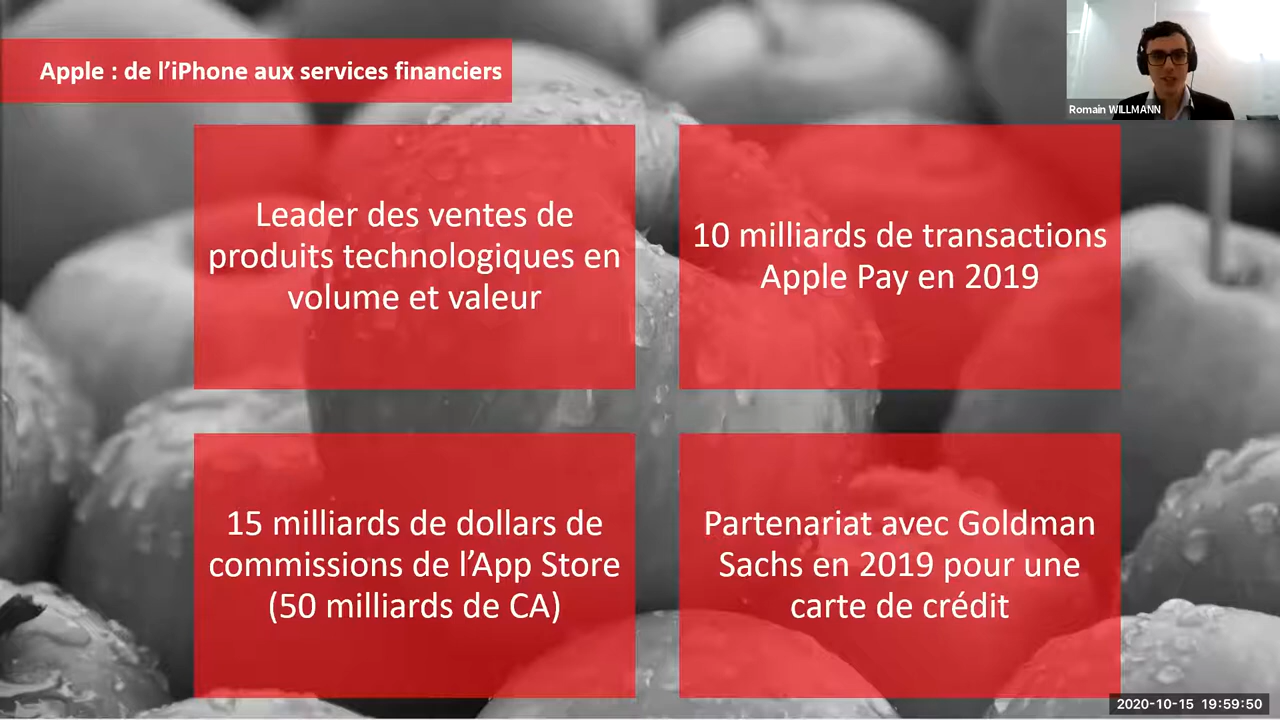 Apple : de l’iPhone aux services financiers
Romain WILLMANN
Leader des ventes de
produits technologiques en
volume et valeur
10 milliards de transactions
Apple Pay en 2019
15 milliards de dollars de
commissions de l’App Store
(50 milliards de CA)
Partenariat avec Goldman
Sachs en 2019 pour une
carte de crédit
2020-10-15 19:59:50